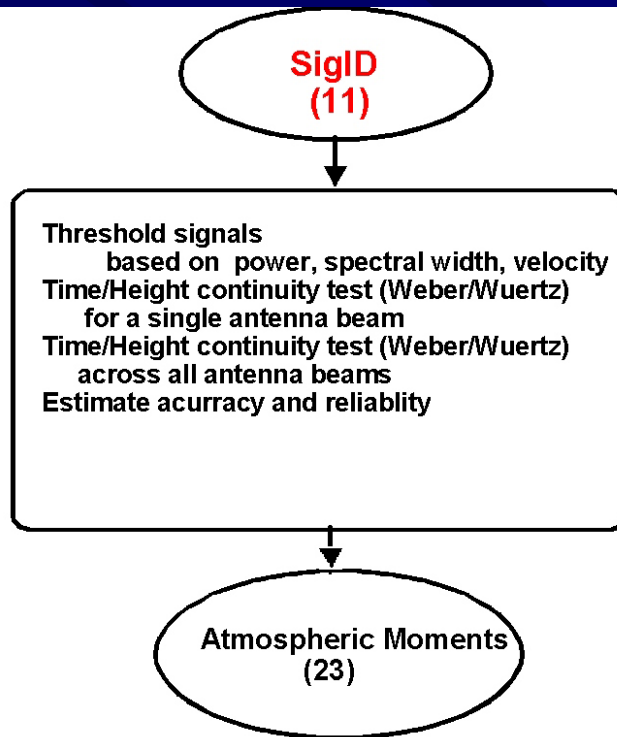 SigID
(11)
Threshold signals
based on power, spectral width, velocity
Time/Height continuity test (Weber/Wuertz)
for a single antenna beam
Time/Height continuity test (Weber/Wuertz)
across all antenna beams
Estimate acurracy and reliablity
Atmospheric Moments
(23)